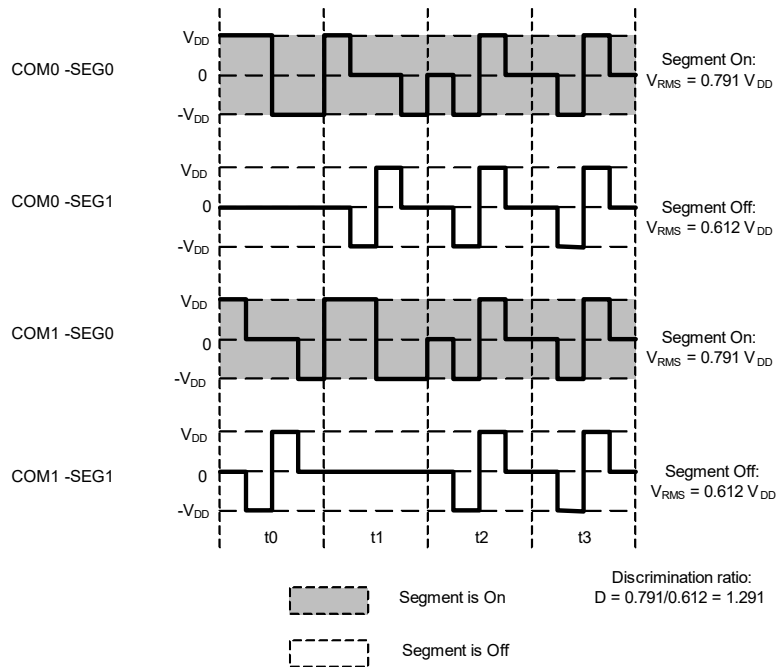 V_DD
COM0 -SEG0
0
-V_DD
Segment On:
V_RMS = 0.791 V_DD
V_DD
COM0 -SEG1
0
-V_DD
Segment Off:
V_RMS = 0.612 V_DD
V_DD
COM1 -SEG0
0
-V_DD
Segment On:
V_RMS = 0.791 V_DD
V_DD
COM1 -SEG1
0
-V_DD
Segment Off:
V_RMS = 0.612 V_DD
t0 t1 t2 t3
Segment is On
Discrimination ratio:
D = 0.791/0.612 = 1.291
Segment is Off